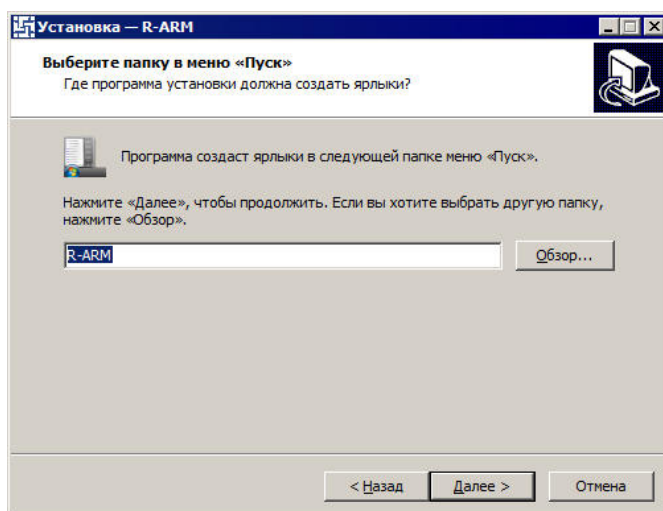 Установка — R-ARM
Выберите папку в меню «Пуск»
Где программа установки должна создать ярлыки?
Программа создаст ярлыки в следующей папке меню «Пуск».
Нажмите «Далее», чтобы продолжить. Если вы хотите выбрать другую папку,
нажмите «Обзор».
R-ARM
Обзор...
< Назад
Далее >
Отмена